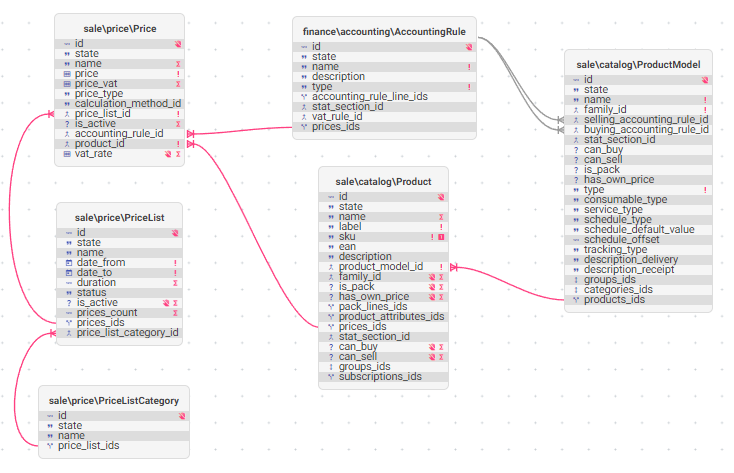 sale\price\Price
id
state
name
price
price_vat
price_type
calculation_method_id
price_list_id
is_active
accounting_rule_id
product_id
vat_rate
sale\price\PriceList
id
state
name
date_from
date_to
duration
status
is_active
prices_count
prices_ids
price_list_category_id
sale\price\PriceListCategory
id
state
name
price_list_ids
finance\accounting\AccountingRule
id
state
name
description
type
accounting_rule_line_ids
stat_section_id
vat_rule_id
prices_ids
sale\catalog\Product
id
state
name
label
sku
ean
description
product_model_id
family_id
is_pack
has_own_price
pack_lines_ids
product_attributes_ids
prices_ids
stat_section_id
can_buy
can_sell
groups_ids
subscriptions_ids
sale\catalog\ProductModel
id
state
name
family_id
selling_accounting_rule_id
buying_accounting_rule_id
stat_section_id
can_buy
can_sell
is_pack
has_own_price
type
consumable_type
service_type
schedule_type
schedule_default_value
schedule_offset
tracking_type
description_delivery
description_receipt
groups_ids
categories_ids
products_ids